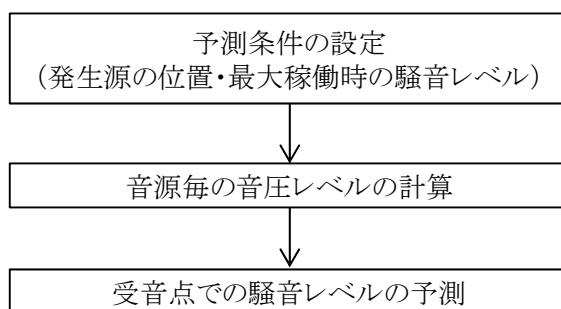 予測条件の設定
(発生源の位置・最大稼働時の騒音レベル)
音源毎の音圧レベルの計算
受音点での騒音レベルの予測